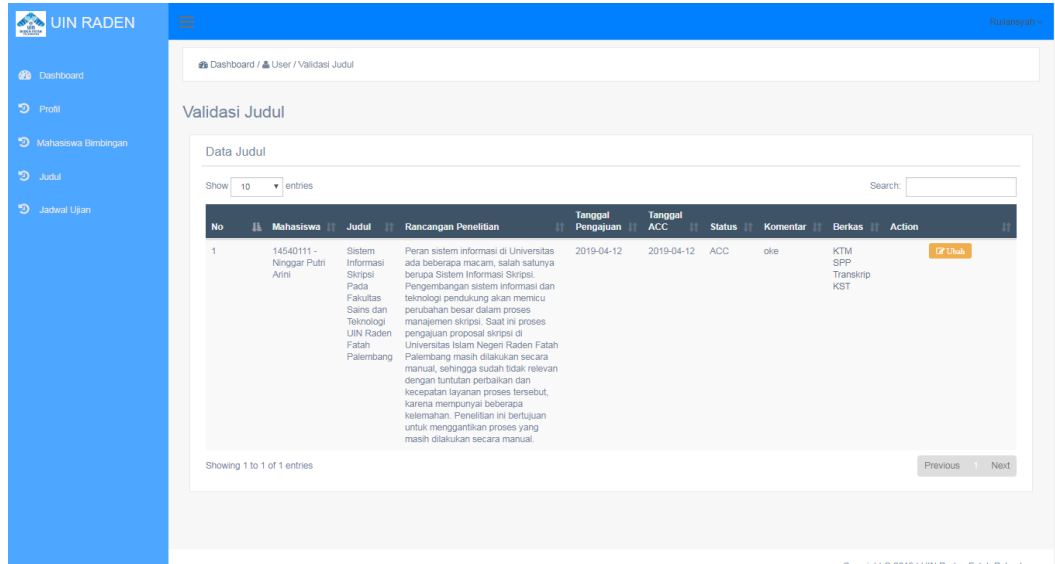 UIN RADEN
Ruliansyah
Dashboard / User / Validasi Judul
Dashboard
Profil
Mahasiswa Bimbingan
Judul
Jadwal Ujian
Validasi Judul
Data Judul
Show 10 entries
Search:
No Mahasiswa Judul Rancangan Penelitian Tanggal Pengajuan Tanggal ACC Status Komentar Berkas Action
1
14540111 -
Ninggar Putri
Arini
Sistem
Informasi
Skripsi
Pada
Fakultas
Sains dan
Teknologi
UIN Raden
Fatah
Palembang
Peran sistem informasi di Universitas
ada beberapa macam, salah satunya
berupa Sistem Informasi Skripsi.
Pengembangan sistem informasi dan
teknologi pendukung akan memicu
perubahan besar dalam proses
manajemen skripsi. Saat ini proses
pengajuan proposal skripsi di
Universitas Islam Negeri Raden Fatah
Palembang masih dilakukan secara
manual, sehingga sudah tidak relevan
dengan tuntutan perbaikan dan
kecepatan layanan proses tersebut,
karena mempunyai beberapa
kelemahan. Penelitian ini bertujuan
untuk menggantikan proses yang
masih dilakukan secara manual.
2019-04-12
2019-04-12
ACC
oke
KTM
SPP
Transkrip
KST
Ubah
Showing 1 to 1 of 1 entries
Previous 1 Next